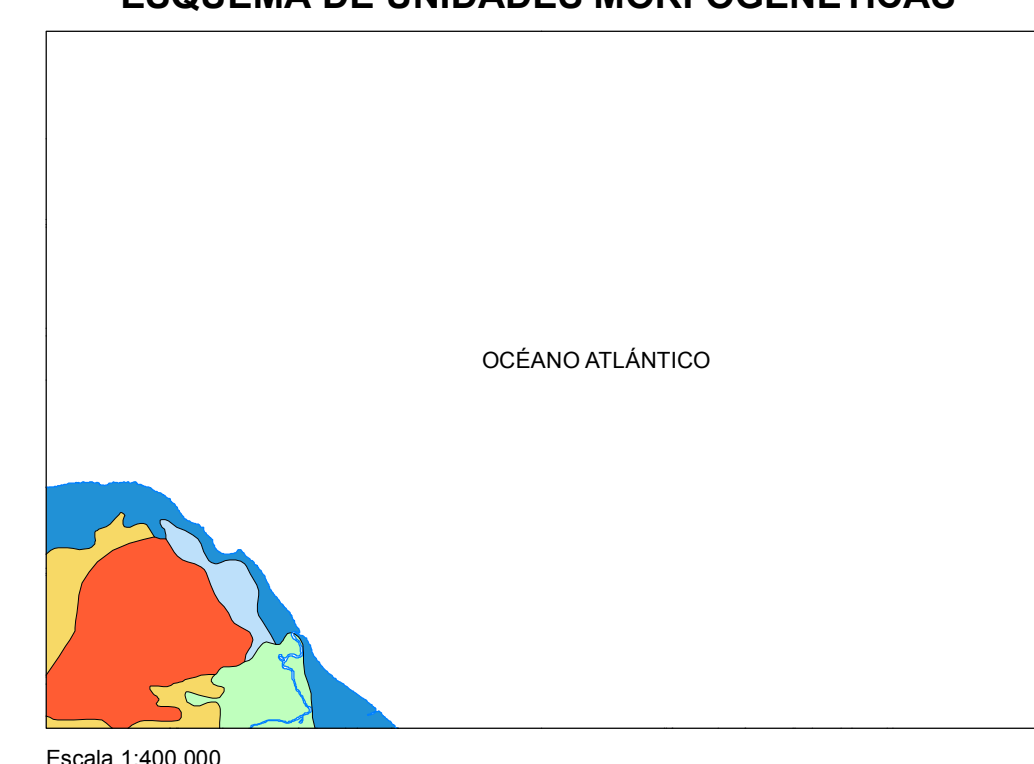 ESQUEMA DE UNIDADES MORFOGENÉTICAS
OCÉANO ATLÁNTICO
Escala 1:400.000